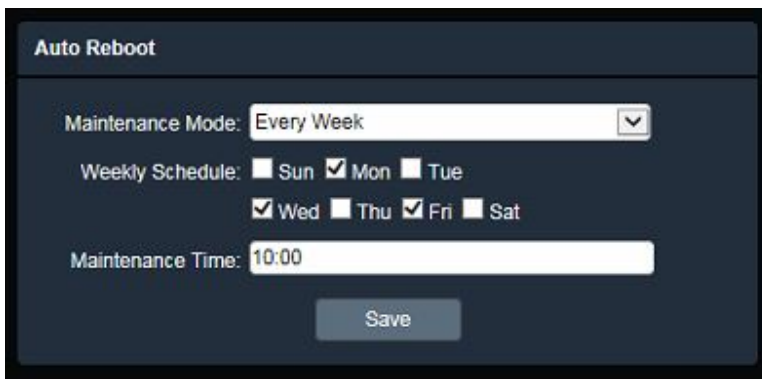 Auto Reboot
Maintenance Mode: Every Week
Weekly Schedule: Sun Mon Tue
Wed Thu Fri Sat
Maintenance Time: 10:00
Save